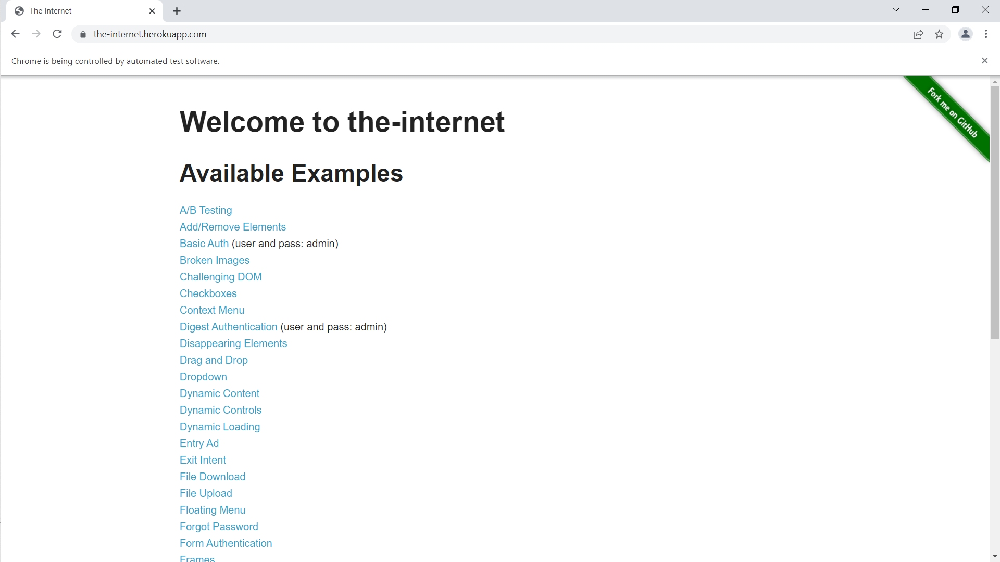 The Internet
the-internet.herokuapp.com
Chrome is being controlled by automated test software.
Fork me on GitHub
Welcome to the-internet
Available Examples
A/B Testing
Add/Remove Elements
Basic Auth (user and pass: admin)
Broken Images
Challenging DOM
Checkboxes
Context Menu
Digest Authentication (user and pass: admin)
Disappearing Elements
Drag and Drop
Dropdown
Dynamic Content
Dynamic Controls
Dynamic Loading
Entry Ad
Exit Intent
File Download
File Upload
Floating Menu
Forgot Password
Form Authentication
Frames